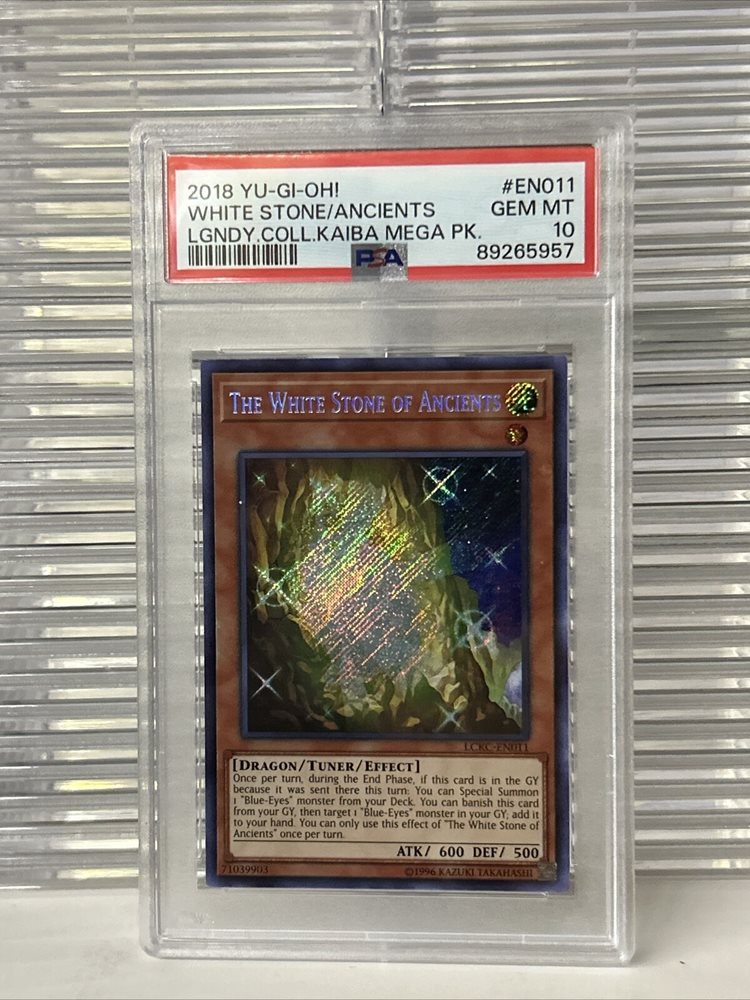 2018 YU-GI-OH! #EN011
WHITE STONE/ANCIENTS GEM MT
LGNDY.COLL.KAIBA MEGA PK. 10
PSA 89265957
THE WHITE STONE OF ANCIENTS
LCKC-EN011
[DRAGON/TUNER/EFFECT]
Once per turn, during the End Phase, if this card is in the GY
because it was sent there this turn: You can Special Summon
1 "Blue-Eyes" monster from your Deck. You can banish this card
from your GY, then target 1 "Blue-Eyes" monster in your GY; add it
to your hand. You can only use this effect of "The White Stone of
Ancients" once per turn.
ATK/ 600 DEF/ 500
71039903 ©1996 KAZUKI TAKAHASHI